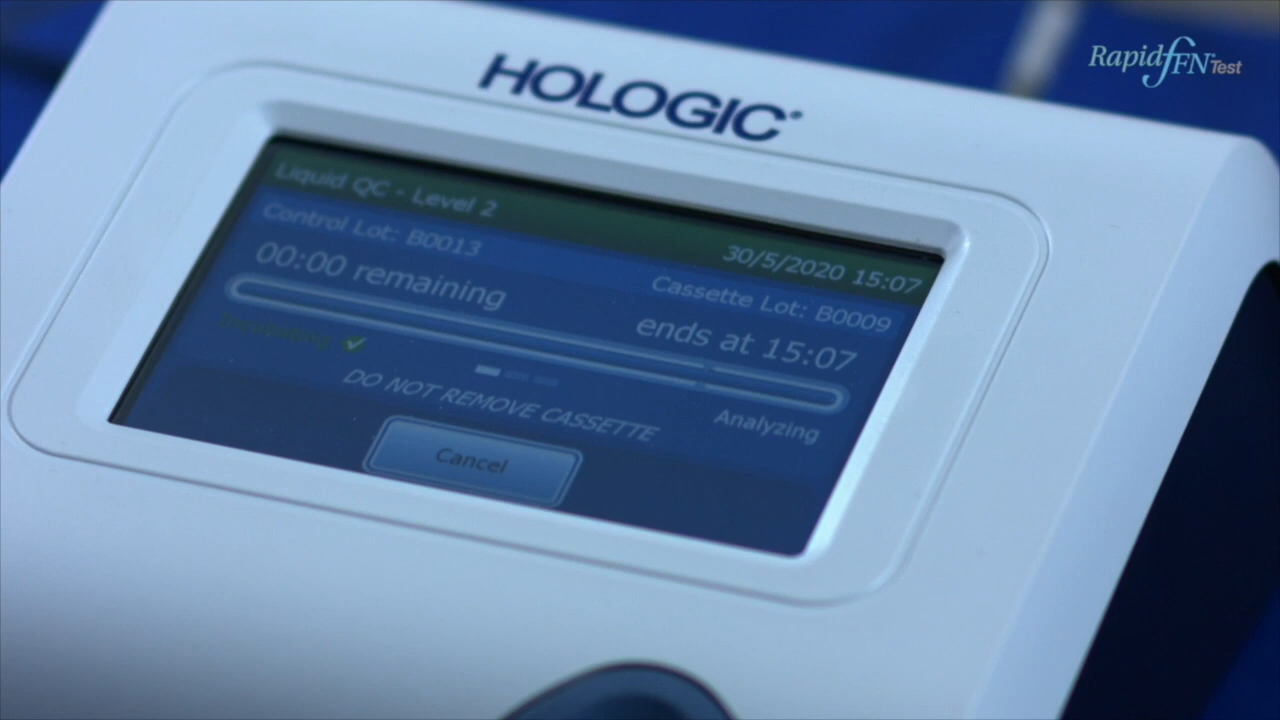 RapidfFN Test
HOLOGIC
Liquid QC - Level 2
30/5/2020 15:07
Control Lot: B0013
Cassette Lot: B0009
00:00 remaining
ends at 15:07
Incubating
Analyzing
DO NOT REMOVE CASSETTE
Cancel